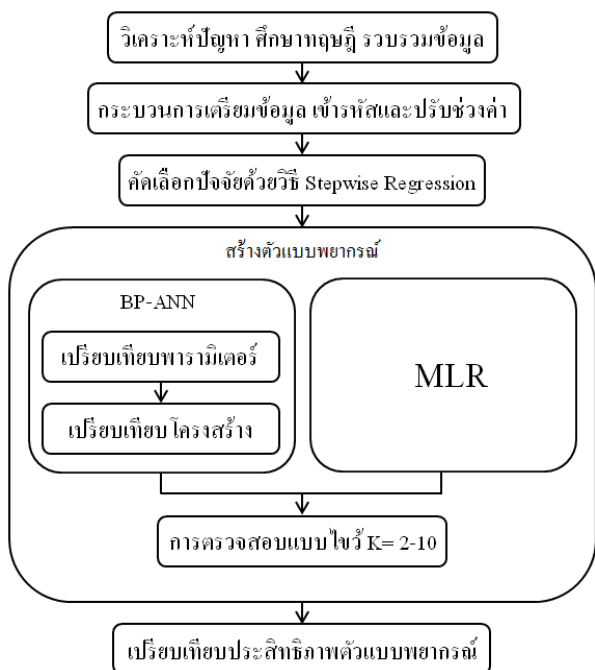 วิเคราะห์ปัญหา ศึกษาทฤษฎี รวบรวมข้อมูล
กระบวนการเตรียมข้อมูล เข้ารหัสและปรับช่วงค่า
คัดเลือกปัจจัยด้วยวิธี Stepwise Regression
สร้างตัวแบบพยากรณ์
BP-ANN
เปรียบเทียบพารามิเตอร์
เปรียบเทียบโครงสร้าง
MLR
การตรวจสอบแบบไขว้ K= 2-10
เปรียบเทียบประสิทธิภาพตัวแบบพยากรณ์